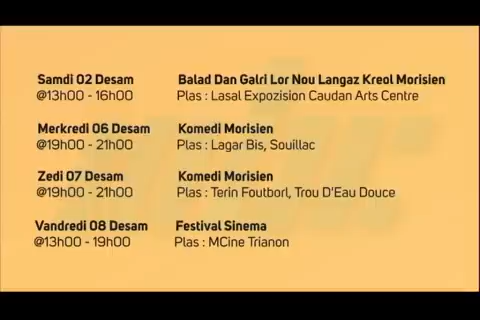 Samdi 02 Desam Balad Dan Galri Lor Nou Langaz Kreol Morisien
@13h00 - 16h00 Plas : Lasal Expozision Caudan Arts Centre
Merkredi 06 Desam Komedi Morisien
@19h00 - 21h00 Plas : Lagar Bis, Souillac
Zedi 07 Desam Komedi Morisien
@19h00 - 21h00 Plas : Terin Foutborl, Trou D'Eau Douce
Vandredi 08 Desam Festival Sinema
@13h00 - 19h00 Plas : MCine Trianon